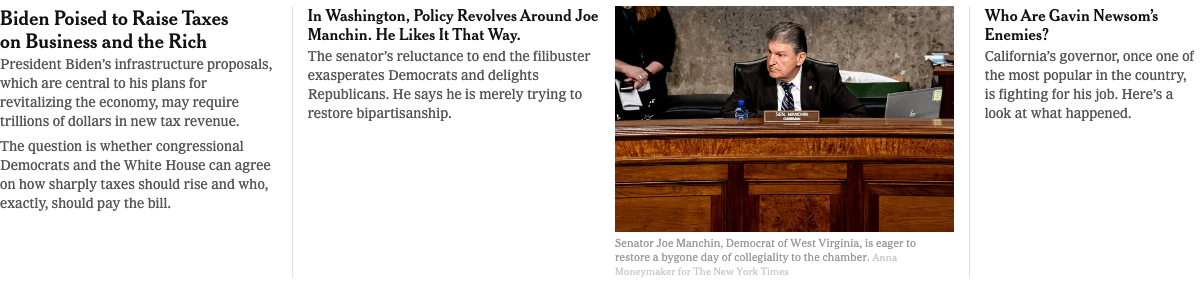 Biden Poised to Raise Taxes
on Business and the Rich
President Biden's infrastructure proposals,
which are central to his plans for
revitalizing the economy, may require
trillions of dollars in new tax revenue.
The question is whether congressional
Democrats and the White House can agree
on how sharply taxes should rise and who,
exactly, should pay the bill.
In Washington, Policy Revolves Around Joe
Manchin. He Likes It That Way.
The senator's reluctance to end the filibuster
exasperates Democrats and delights
Republicans. He says he is merely trying to
restore bipartisanship.
SEN. MANCHIN
CHAIRMAN
hp
Senator Joe Manchin, Democrat of West Virginia, is eager to
restore a bygone day of collegiality to the chamber. Anna
Moneymaker for The New York Times
Who Are Gavin Newsom's
Enemies?
California's governor, once one of
the most popular in the country,
is fighting for his job. Here's a
look at what happened.